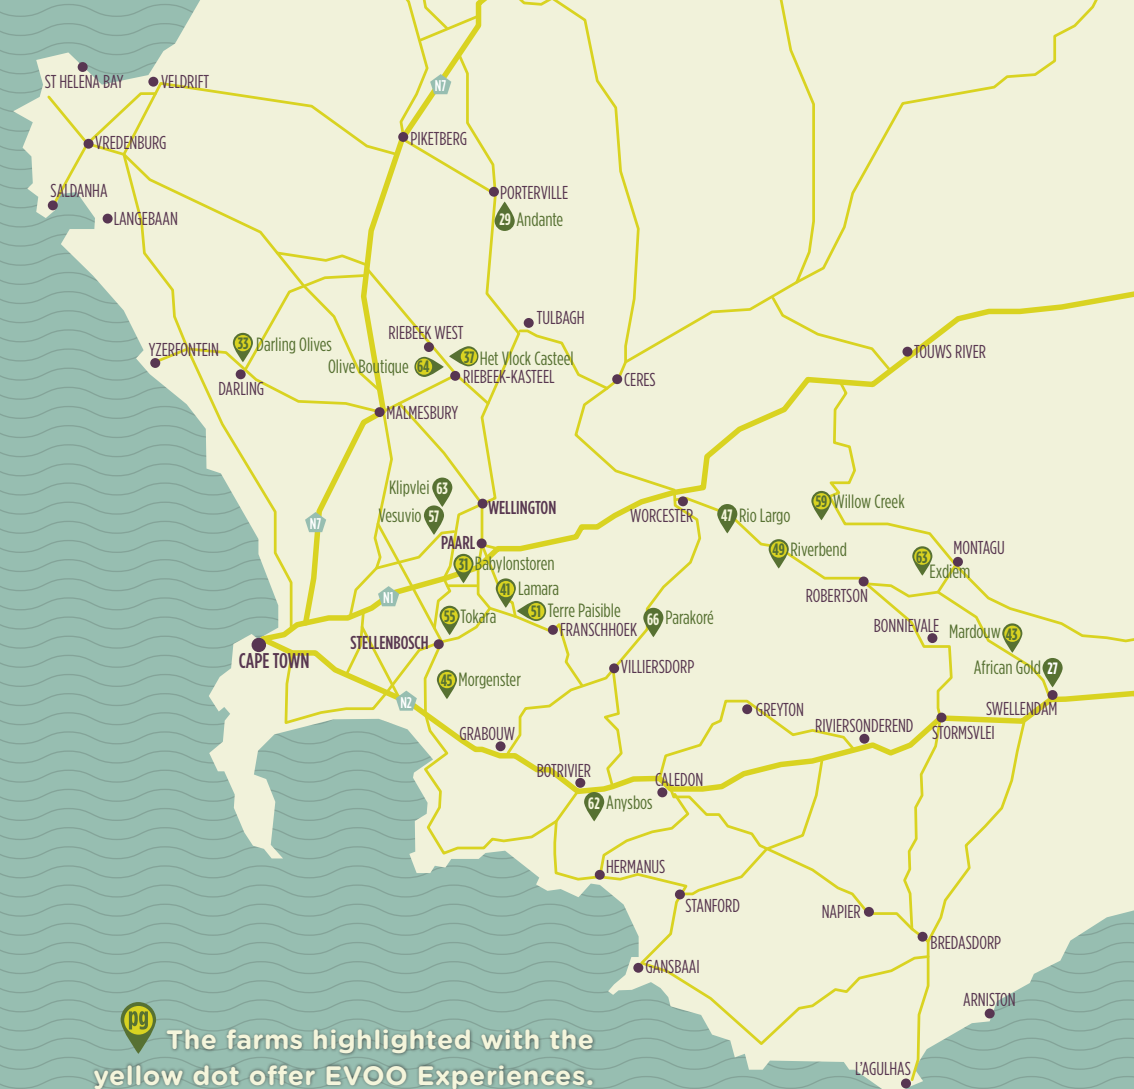 N7
ST HELENA BAY
VELDRIFT
PIKETBERG
VREDENBURG
SALDANHA
PORTERVILLE
LANGEBAAN
29 Andante
TULBAGH
RIEBEEK WEST
33 Darling Olives
YZERFONTEIN
37 Het Vlock Casteel
TOUWS RIVER
Olive Boutique 64
RIEBEEK-KASTEEL
CERES
DARLING
MALMESBURY
Klipvlei 63
59 Willow Creek
WELLINGTON
Vesuvio 57
WORCESTER
47 Rio Largo
N7
PAARL
49 Riverbend
MONTAGU
31 Babylonstoren
63 Exdiem
41 Lamara
N1
ROBERTSON
51 Terre Paisible
55 Tokara
66 Parakoré
FRANSCHHOEK
BONNIEVALE
Mardouw 43
STELLENBOSCH
CAPE TOWN
VILLIERSDORP
African Gold 27
45 Morgenster
N2
GREYTON
SWELLENDAM
RIVIERSONDEREND
STORMSVLEI
GRABOUW
BOTRIVIER
CALEDON
62 Anysbos
HERMANUS
STANFORD
NAPIER
BREDASDORP
GANSBAAI
ARNISTON
L'AGULHAS
pg
The farms highlighted with the
yellow dot offer EVOO Experiences.